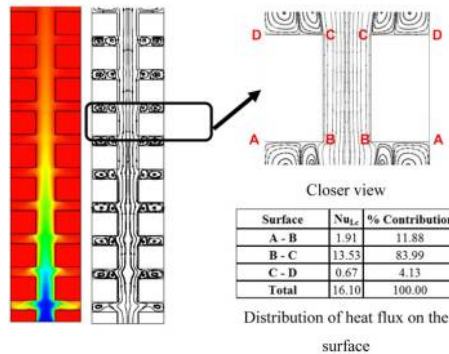 D C C D
A B B A
Closer view
Surface Nu_Lc % Contribution
A - B 1.91 11.88
B - C 13.53 83.99
C - D 0.67 4.13
Total 16.10 100.00
Distribution of heat flux on the
surface